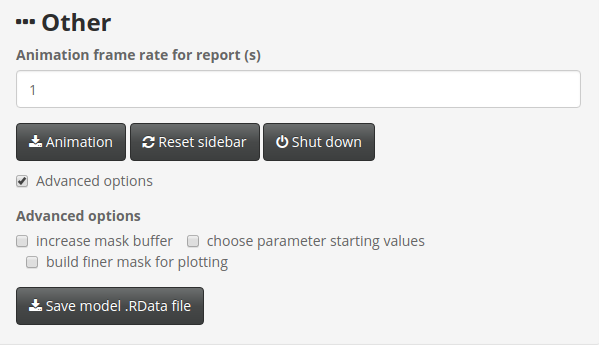 Other
Animation frame rate for report (s)
1
Animation Reset sidebar Shut down
Advanced options
Advanced options
increase mask buffer choose parameter starting values
build finer mask for plotting
Save model .RData file